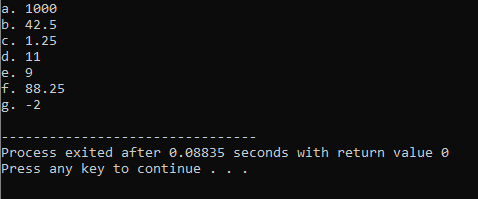 a. 1000
b. 42.5
c. 1.25
d. 11
e. 9
f. 88.25
g. -2
--------------------------------
Process exited after 0.08835 seconds with return value 0
Press any key to continue . . .